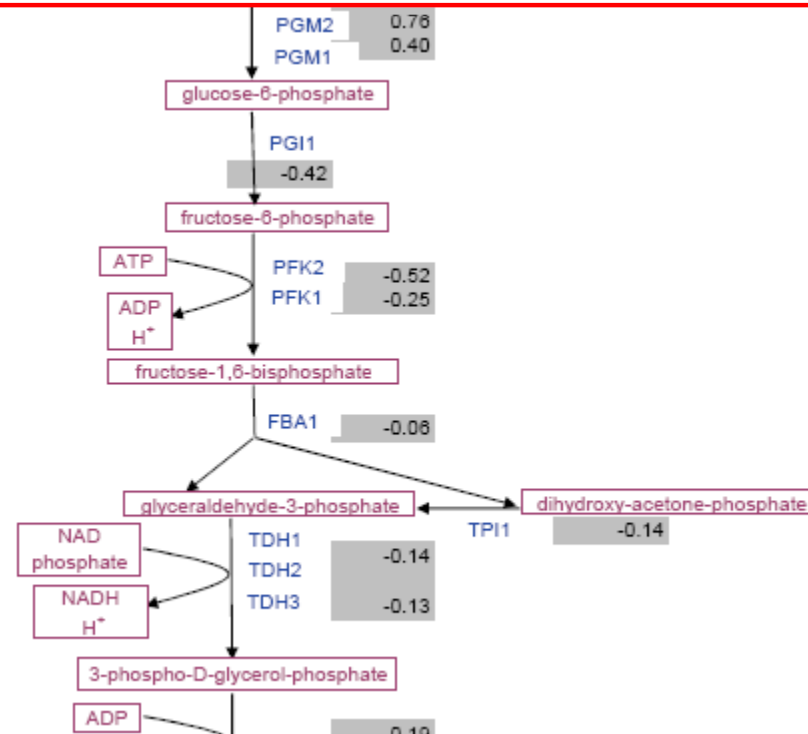 PGM2 0.76
PGM1 0.40
glucose-6-phosphate
PGI1
-0.42
fructose-6-phosphate
ATP
PFK2 -0.52
PFK1 -0.25
ADP
H+
fructose-1,6-bisphosphate
FBA1 -0.06
glyceraldehyde-3-phosphate
dihydroxy-acetone-phosphate
TPI1 -0.14
NAD
phosphate
TDH1 -0.14
TDH2
TDH3 -0.13
NADH
H+
3-phospho-D-glycerol-phosphate
ADP